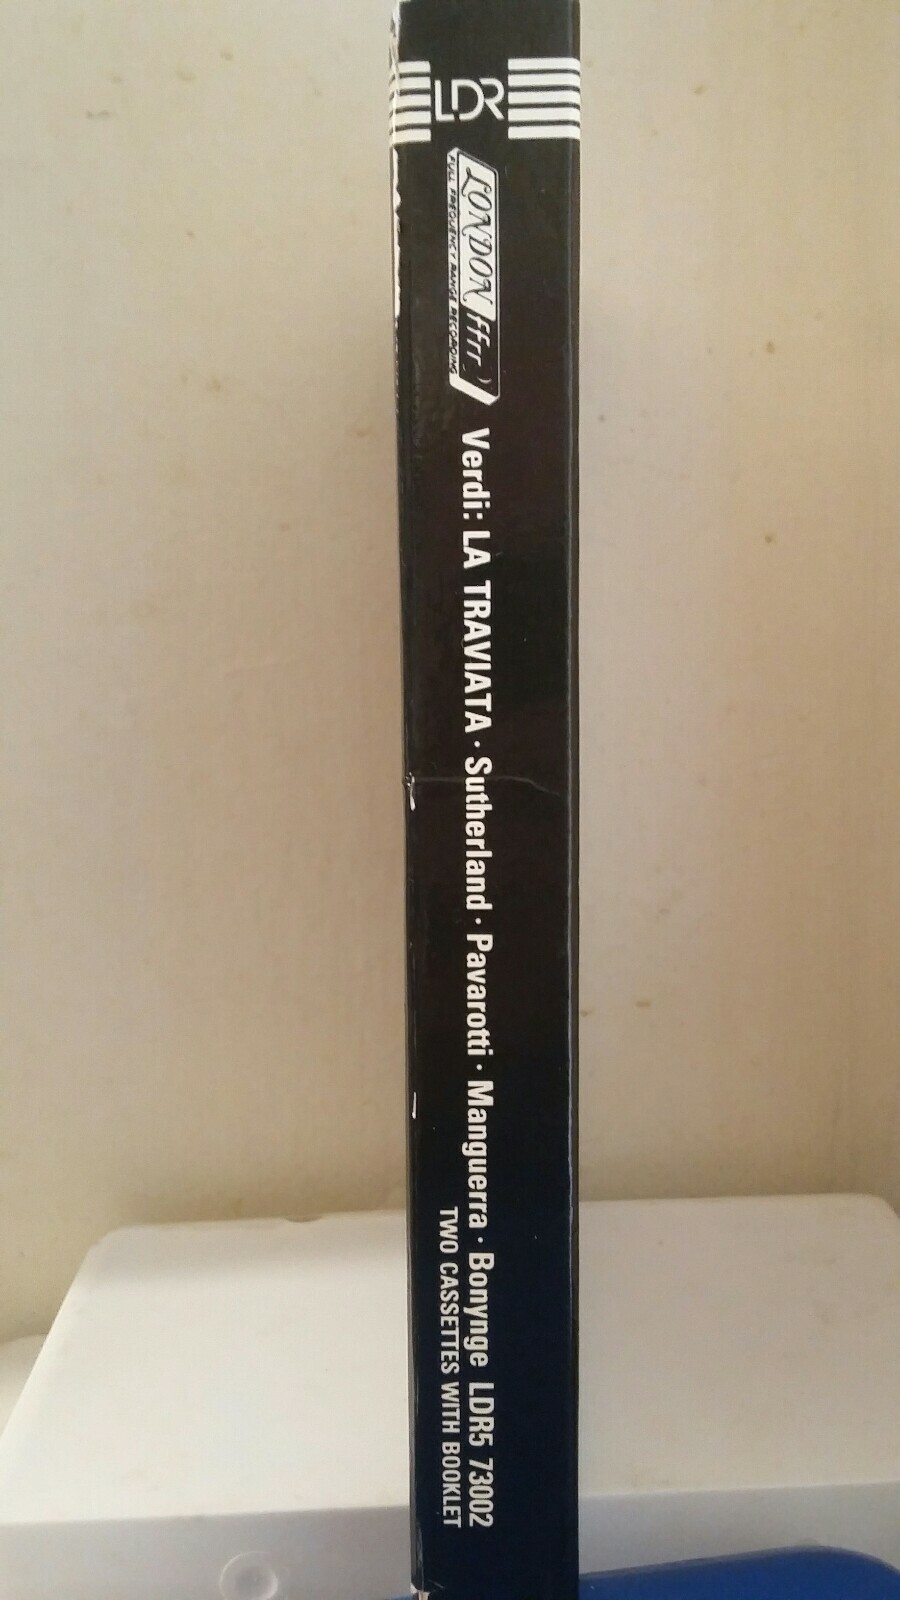 LDR
LONDON ffrr
FULL FREQUENCY RANGE RECORDING
Verdi: LA TRAVIATA · Sutherland · Pavarotti · Manguerra · Bonynge LDR5 73002
TWO CASSETTES WITH BOOKLET